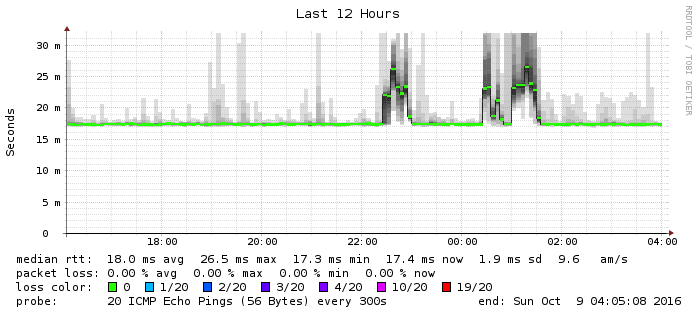 Last 12 Hours
RRDTOOL / TOBI OETIKER
Seconds
30 m
25 m
20 m
15 m
10 m
5 m
0
18:00 20:00 22:00 00:00 02:00 04:00
median rtt: 18.0 ms avg 26.5 ms max 17.3 ms min 17.4 ms now 1.9 ms sd 9.6 am/s
packet loss: 0.00 % avg 0.00 % max 0.00 % min 0.00 % now
loss color: 0 1/20 2/20 3/20 4/20 10/20 19/20
probe: 20 ICMP Echo Pings (56 Bytes) every 300s end: Sun Oct 9 04:05:08 2016